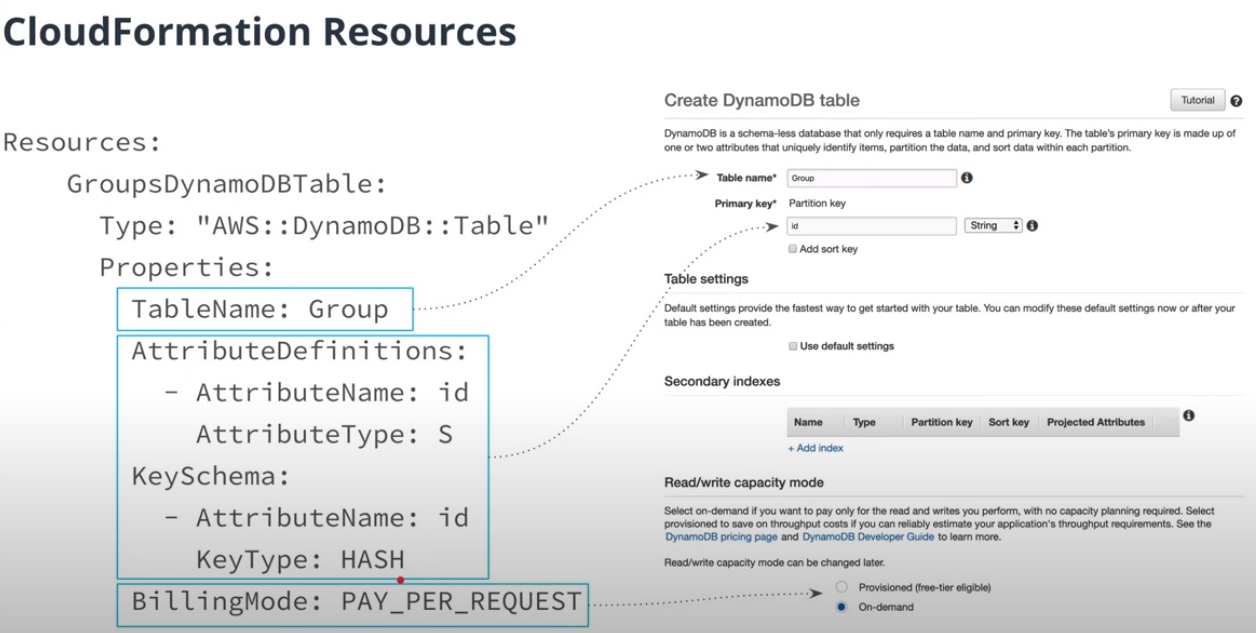 CloudFormation Resources
Resources:
GroupsDynamoDBTable:
Type: "AWS::DynamoDB::Table"
Properties:
TableName: Group
AttributeDefinitions:
- AttributeName: id
AttributeType: S
KeySchema:
- AttributeName: id
KeyType: HASH
BillingMode: PAY_PER_REQUEST
Create DynamoDB table
Tutorial
DynamoDB is a schema-less database that only requires a table name and primary key. The table's primary key is made up of
one or two attributes that uniquely identify items, partition the data, and sort data within each partition.
Table name* Group
Primary key* Partition key
id String
Add sort key
Table settings
Default settings provide the fastest way to get started with your table. You can modify these default settings now or after your
table has been created.
Use default settings
Secondary indexes
Name Type Partition key Sort key Projected Attributes
+ Add index
Read/write capacity mode
Select on-demand if you want to pay only for the read and writes you perform, with no capacity planning required. Select
provisioned to save on throughput costs if you can reliably estimate your application's throughput requirements. See the
DynamoDB pricing page and DynamoDB Developer Guide to learn more.
Read/write capacity mode can be changed later.
Provisioned (free-tier eligible)
On-demand